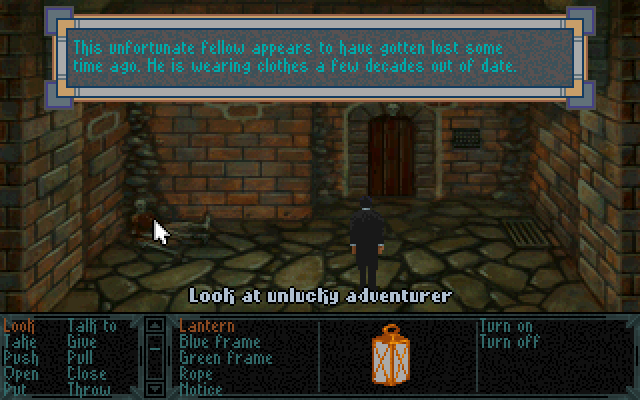 This unfortunate fellow appears to have gotten lost some
time ago. He is wearing clothes a few decades out of date.
Look at unlucky adventurer
Look Talk to Lantern Turn on
Take Give Blue frame Turn off
Push Pull Green frame
Open Close Rope
Put Throw Notice